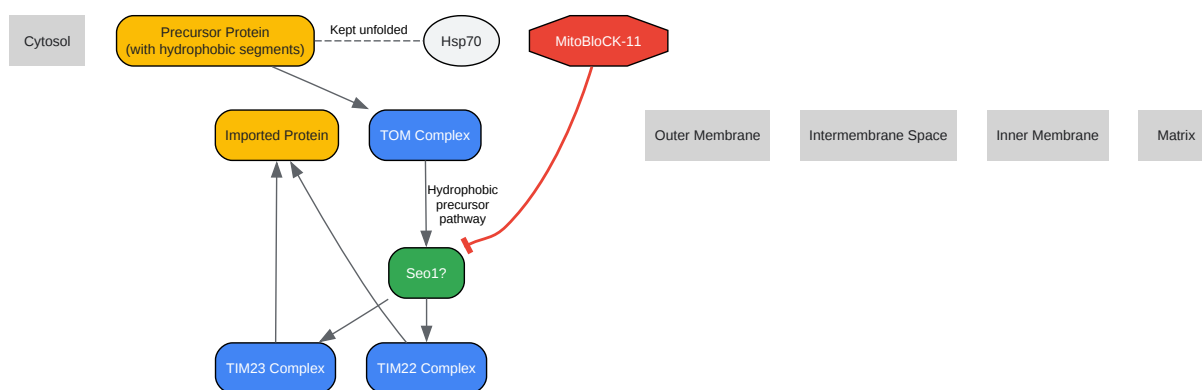 Cytosol
Precursor Protein
(with hydrophobic segments)
Kept unfolded
Hsp70
MitoBloCK-11
Imported Protein
TOM Complex
Outer Membrane
Intermembrane Space
Inner Membrane
Matrix
Hydrophobic
precursor
pathway
Seo1?
TIM23 Complex
TIM22 Complex